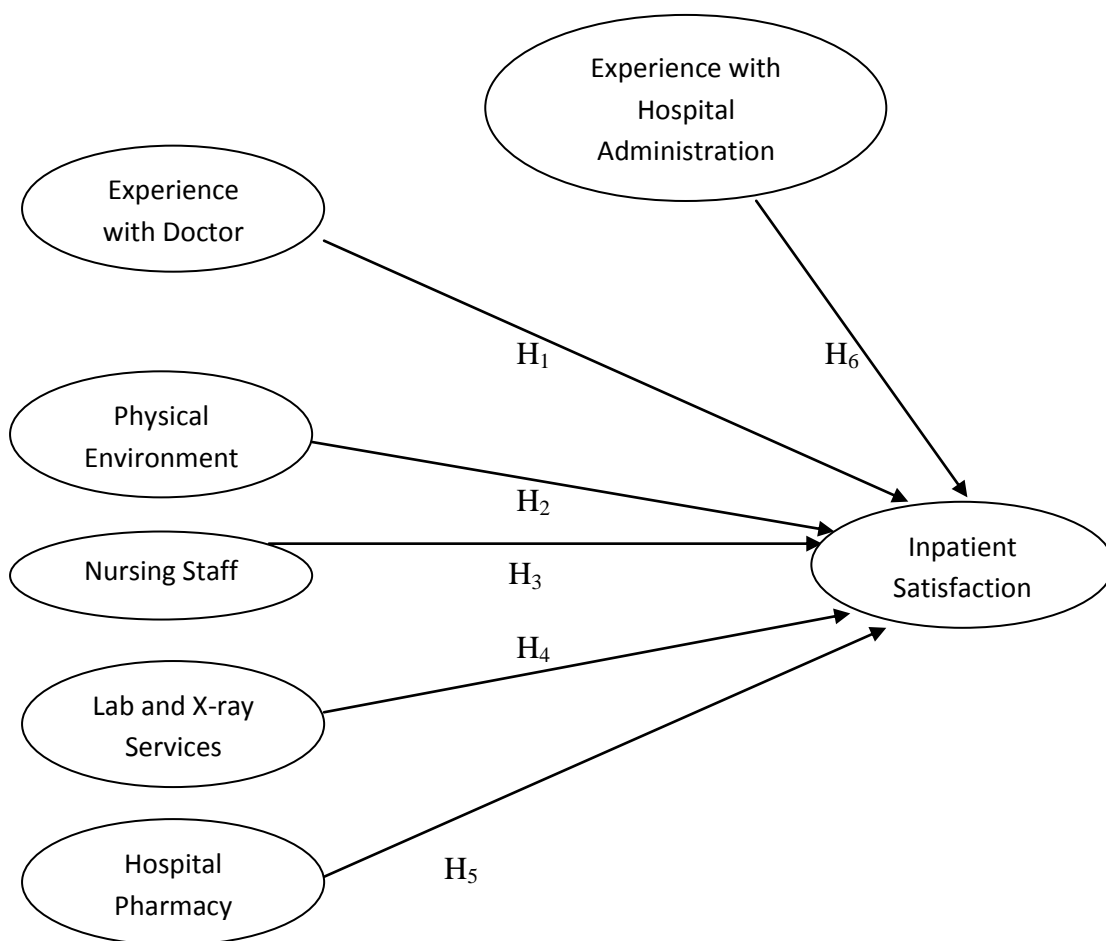 Experience with
Hospital
Administration
Experience
with Doctor
H₁
H₆
Physical
Environment
H₂
Nursing Staff
H₃
Inpatient
Satisfaction
H₄
Lab and X-ray
Services
Hospital
Pharmacy
H₅